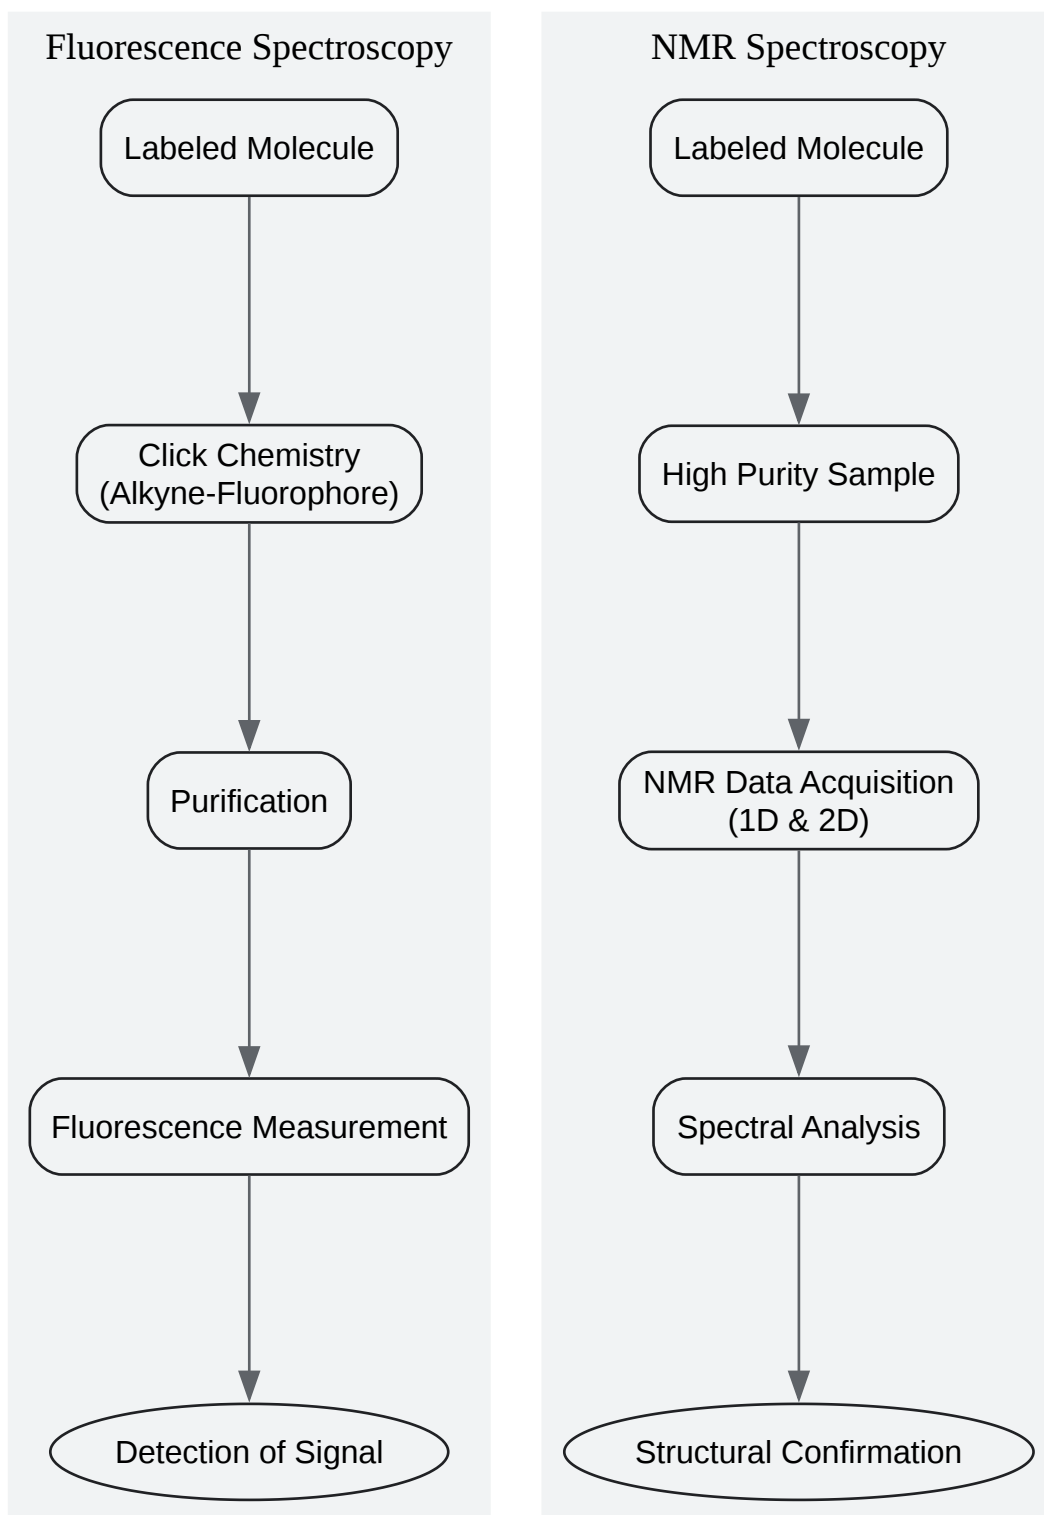 Fluorescence Spectroscopy
Labeled Molecule
Click Chemistry
(Alkyne-Fluorophore)
Purification
Fluorescence Measurement
Detection of Signal
NMR Spectroscopy
Labeled Molecule
High Purity Sample
NMR Data Acquisition
(1D & 2D)
Spectral Analysis
Structural Confirmation